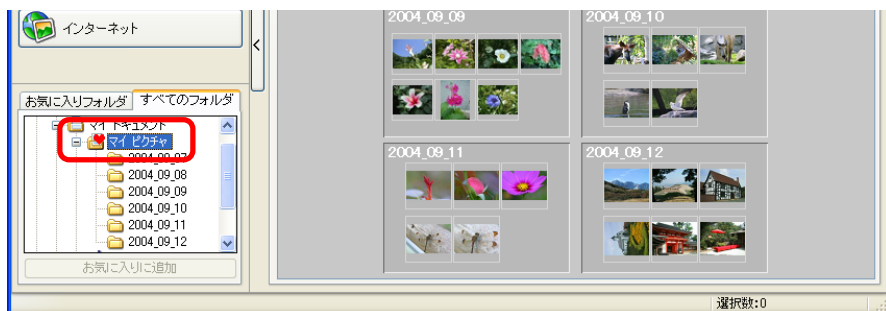 インターネット
<
お気に入りフォルダ すべてのフォルダ
マイ ドキュメント
マイ ピクチャ
2004_09_07
2004_09_08
2004_09_09
2004_09_10
2004_09_11
2004_09_12
お気に入りに追加
2004_09_09
2004_09_10
2004_09_11
2004_09_12
選択数:0